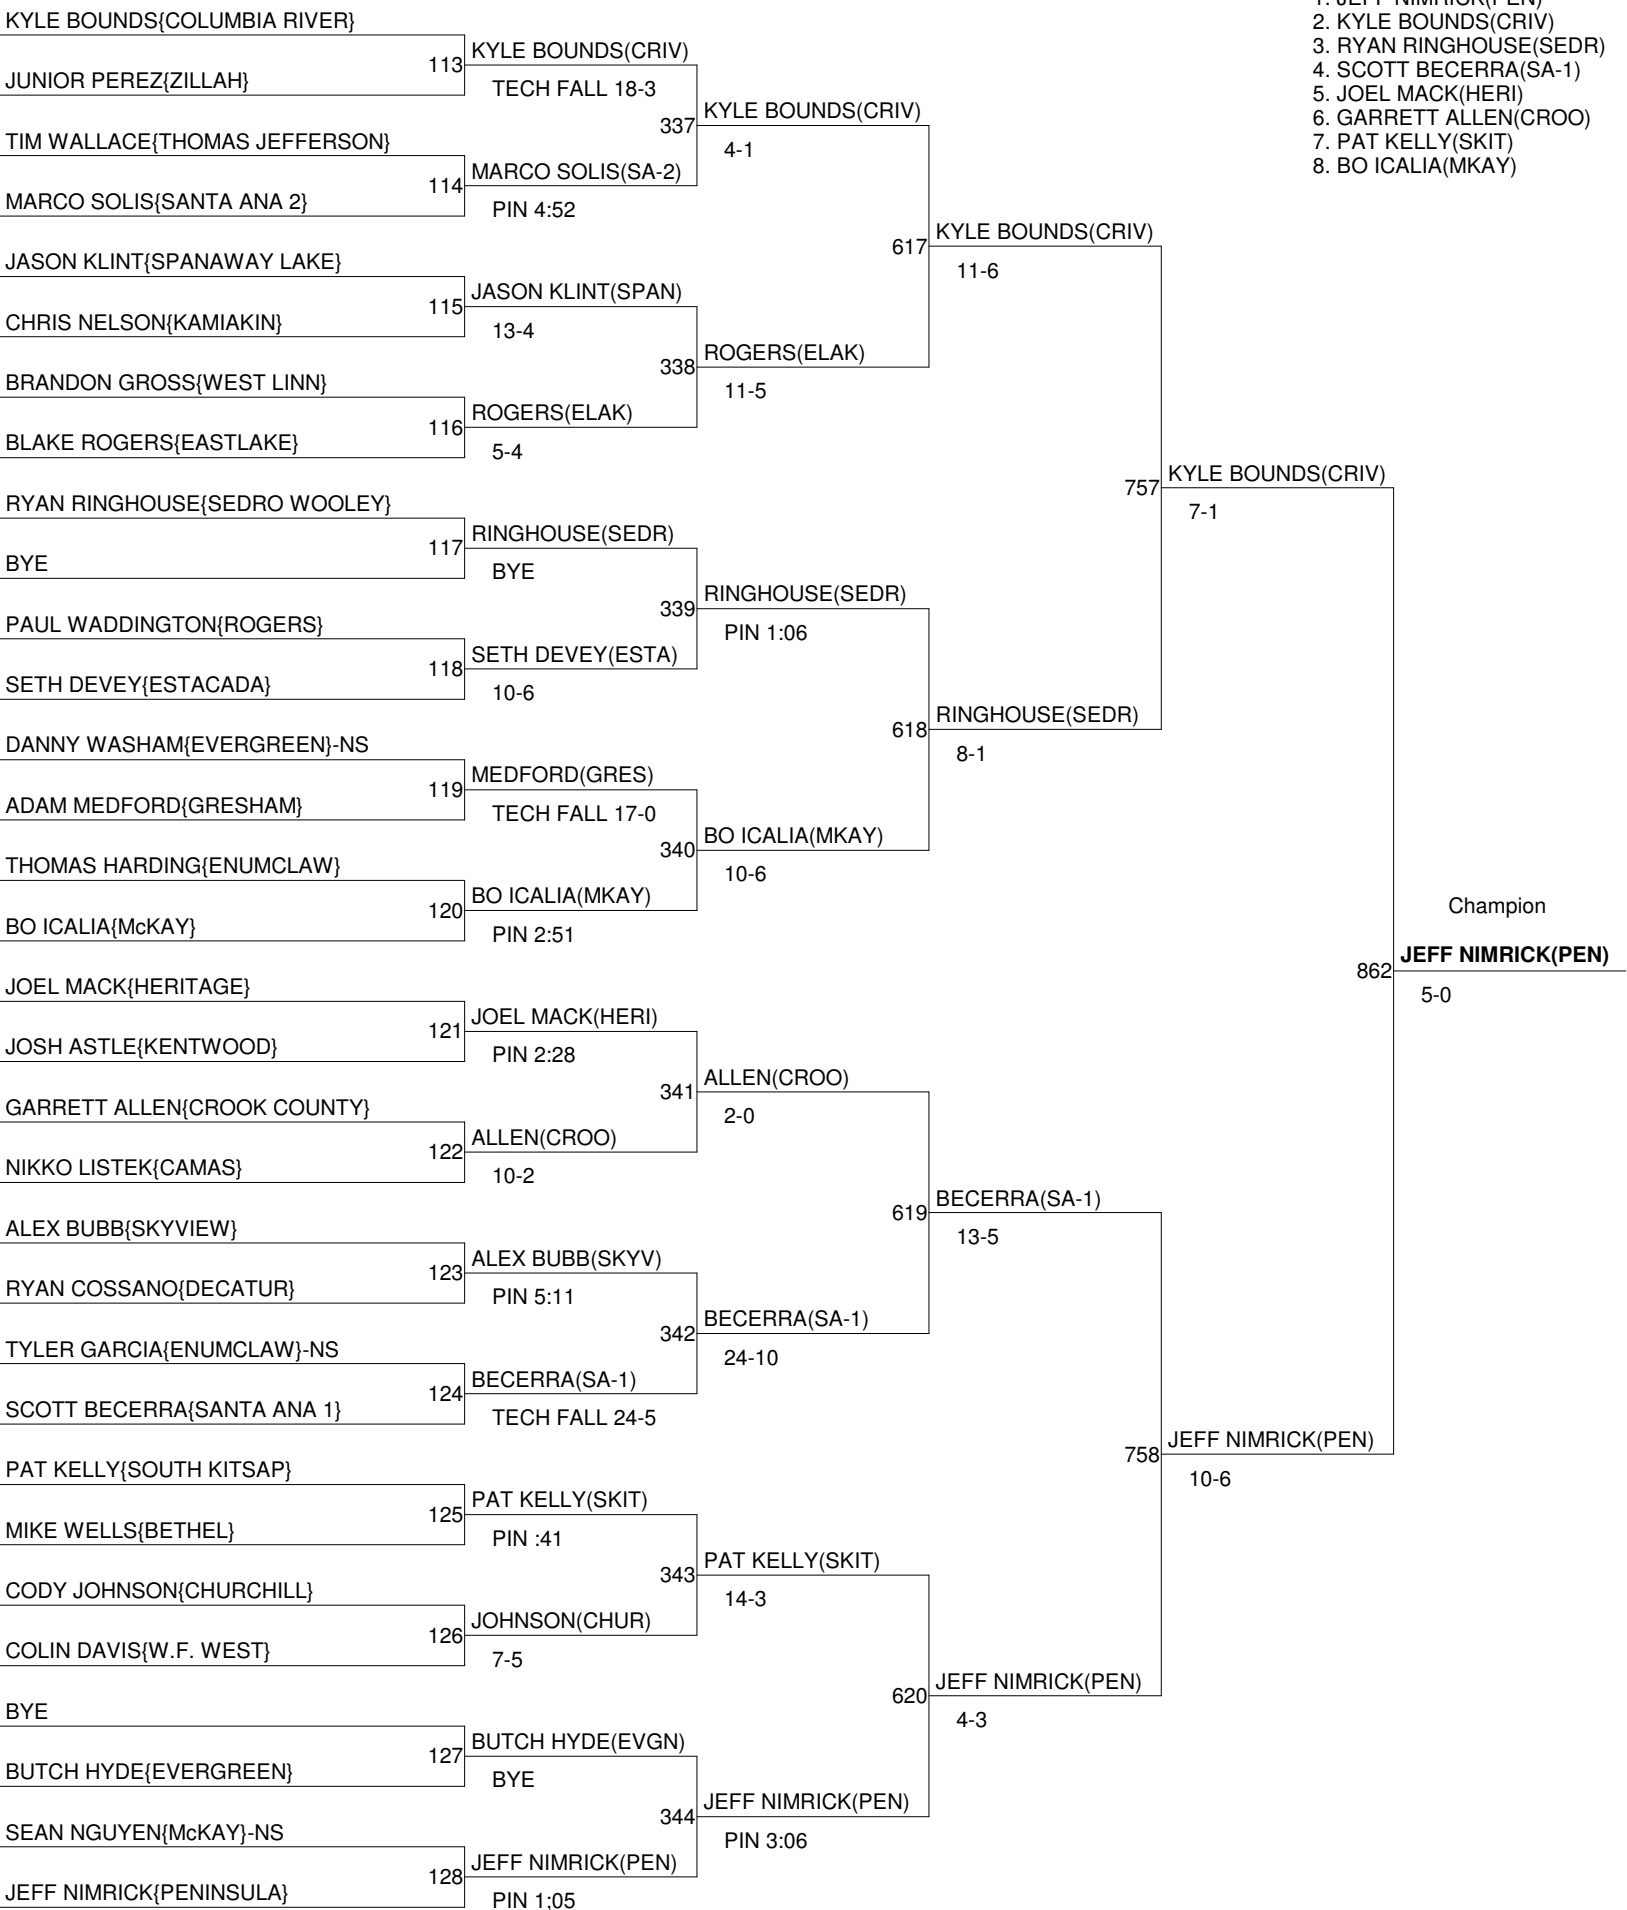 1. JEFF NIMRICK(PEN)
2. KYLE BOUNDS(CRIV)
3. RYAN RINGHOUSE(SEDR)
4. SCOTT BECERRA(SA-1)
5. JOEL MACK(HERI)
6. GARRETT ALLEN(CROO)
7. PAT KELLY(SKIT)
8. BO ICALIA(MKAY)
KYLE BOUNDS{COLUMBIA RIVER}
JUNIOR PEREZ{ZILLAH}
TIM WALLACE{THOMAS JEFFERSON}
MARCO SOLIS{SANTA ANA 2}
JASON KLINT{SPANAWAY LAKE}
CHRIS NELSON{KAMIAKIN}
BRANDON GROSS{WEST LINN}
BLAKE ROGERS{EASTLAKE}
RYAN RINGHOUSE{SEDRO WOOLEY}
BYE
PAUL WADDINGTON{ROGERS}
SETH DEVEY{ESTACADA}
DANNY WASHAM{EVERGREEN}-NS
ADAM MEDFORD{GRESHAM}
THOMAS HARDING{ENUMCLAW}
BO ICALIA{McKAY}
JOEL MACK{HERITAGE}
JOSH ASTLE{KENTWOOD}
GARRETT ALLEN{CROOK COUNTY}
NIKKO LISTEK{CAMAS}
ALEX BUBB{SKYVIEW}
RYAN COSSANO{DECATUR}
TYLER GARCIA{ENUMCLAW}-NS
SCOTT BECERRA{SANTA ANA 1}
PAT KELLY{SOUTH KITSAP}
MIKE WELLS{BETHEL}
CODY JOHNSON{CHURCHILL}
COLIN DAVIS{W.F. WEST}
BYE
BUTCH HYDE{EVERGREEN}
SEAN NGUYEN{McKAY}-NS
JEFF NIMRICK{PENINSULA}
113 KYLE BOUNDS(CRIV)
TECH FALL 18-3
114 MARCO SOLIS(SA-2)
PIN 4:52
115 JASON KLINT(SPAN)
13-4
116 ROGERS(ELAK)
5-4
117 RINGHOUSE(SEDR)
BYE
118 SETH DEVEY(ESTA)
10-6
119 MEDFORD(GRES)
TECH FALL 17-0
120 BO ICALIA(MKAY)
PIN 2:51
121 JOEL MACK(HERI)
PIN 2:28
122 ALLEN(CROO)
10-2
123 ALEX BUBB(SKYV)
PIN 5:11
124 BECERRA(SA-1)
TECH FALL 24-5
125 PAT KELLY(SKIT)
PIN :41
126 JOHNSON(CHUR)
7-5
127 BUTCH HYDE(EVGN)
BYE
128 JEFF NIMRICK(PEN)
PIN 1;05
337 KYLE BOUNDS(CRIV)
4-1
338 ROGERS(ELAK)
11-5
339 RINGHOUSE(SEDR)
PIN 1:06
340 BO ICALIA(MKAY)
10-6
341 ALLEN(CROO)
2-0
342 BECERRA(SA-1)
24-10
343 PAT KELLY(SKIT)
14-3
344 JEFF NIMRICK(PEN)
PIN 3:06
617 KYLE BOUNDS(CRIV)
11-6
618 RINGHOUSE(SEDR)
8-1
619 BECERRA(SA-1)
13-5
620 JEFF NIMRICK(PEN)
4-3
757 KYLE BOUNDS(CRIV)
7-1
758 JEFF NIMRICK(PEN)
10-6
Champion
862 JEFF NIMRICK(PEN)
5-0